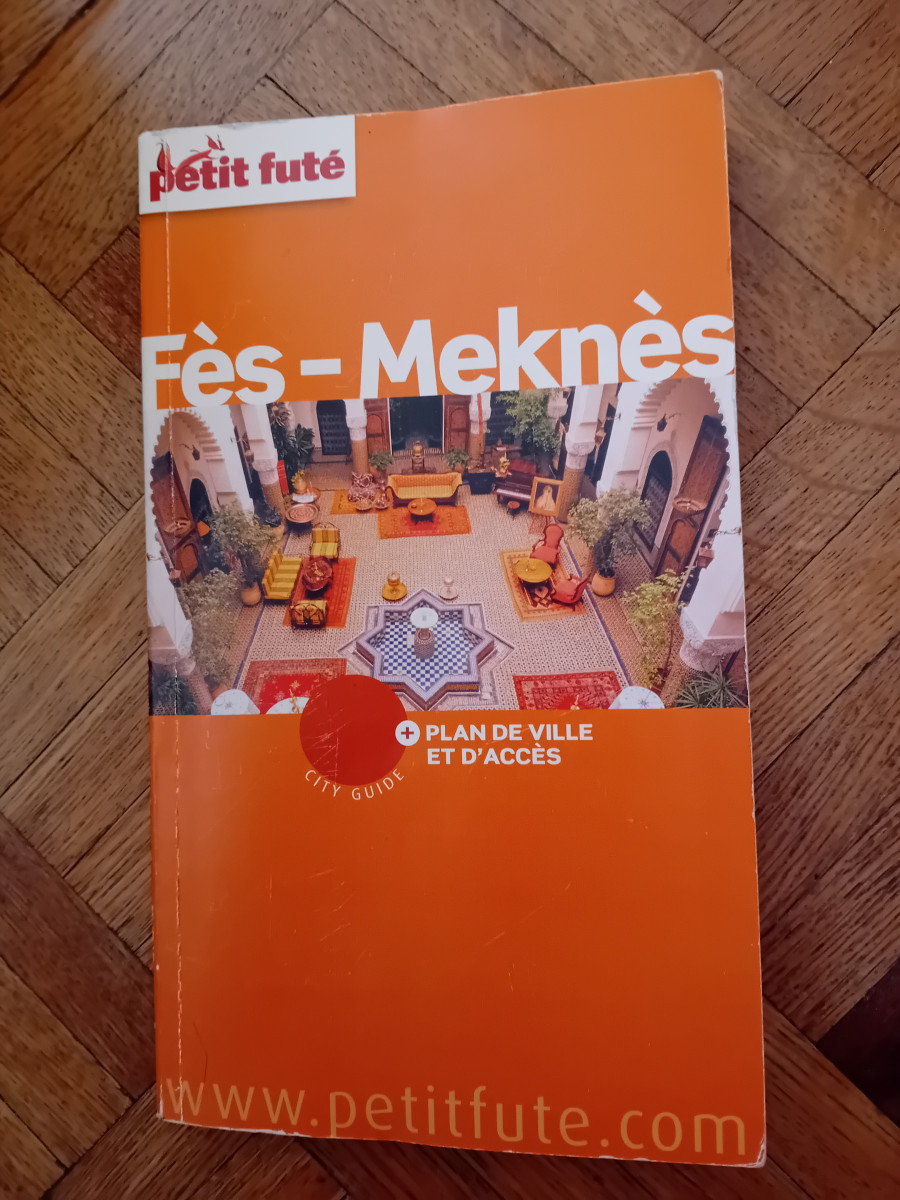 petit futé
Fès - Meknès
+ PLAN DE VILLE
ET D'ACCÈS
CITY GUIDE
www.petitfute.com